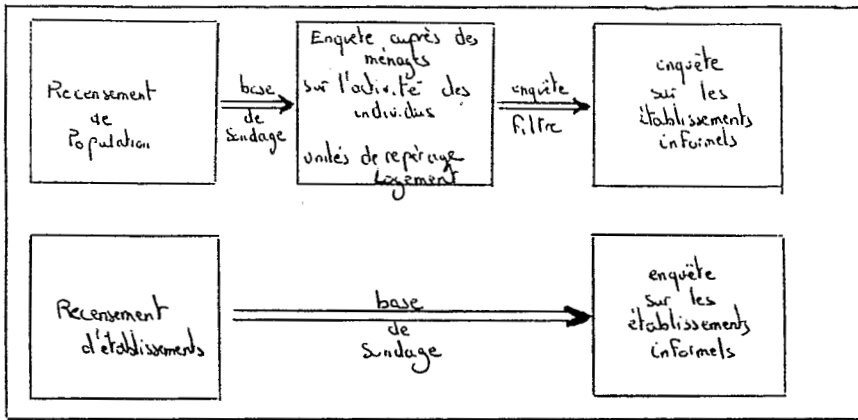 Recensement
de
Population
base
de
Sondage
Enquête auprès des
ménages
sur l'activité des
individus
unités de repérage
Logement
enquête
filtre
enquête
sur les
établissements
informels
Recensement
d'établissements
base
de
Sondage
enquête
sur les
établissements
informels